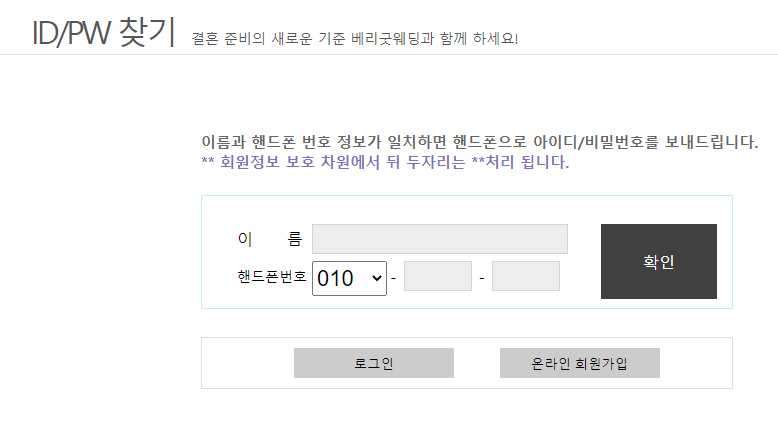 ID/PW 찾기 결혼 준비의 새로운 기준 베리굿웨딩과 함께 하세요!
이름과 핸드폰 번호 정보가 일치하면 핸드폰으로 아이디/비밀번호를 보내드립니다.
** 회원정보 보호 차원에서 뒤 두자리는 **처리 됩니다.
이 름
확인
핸드폰번호 010 - -
로그인 온라인 회원가입